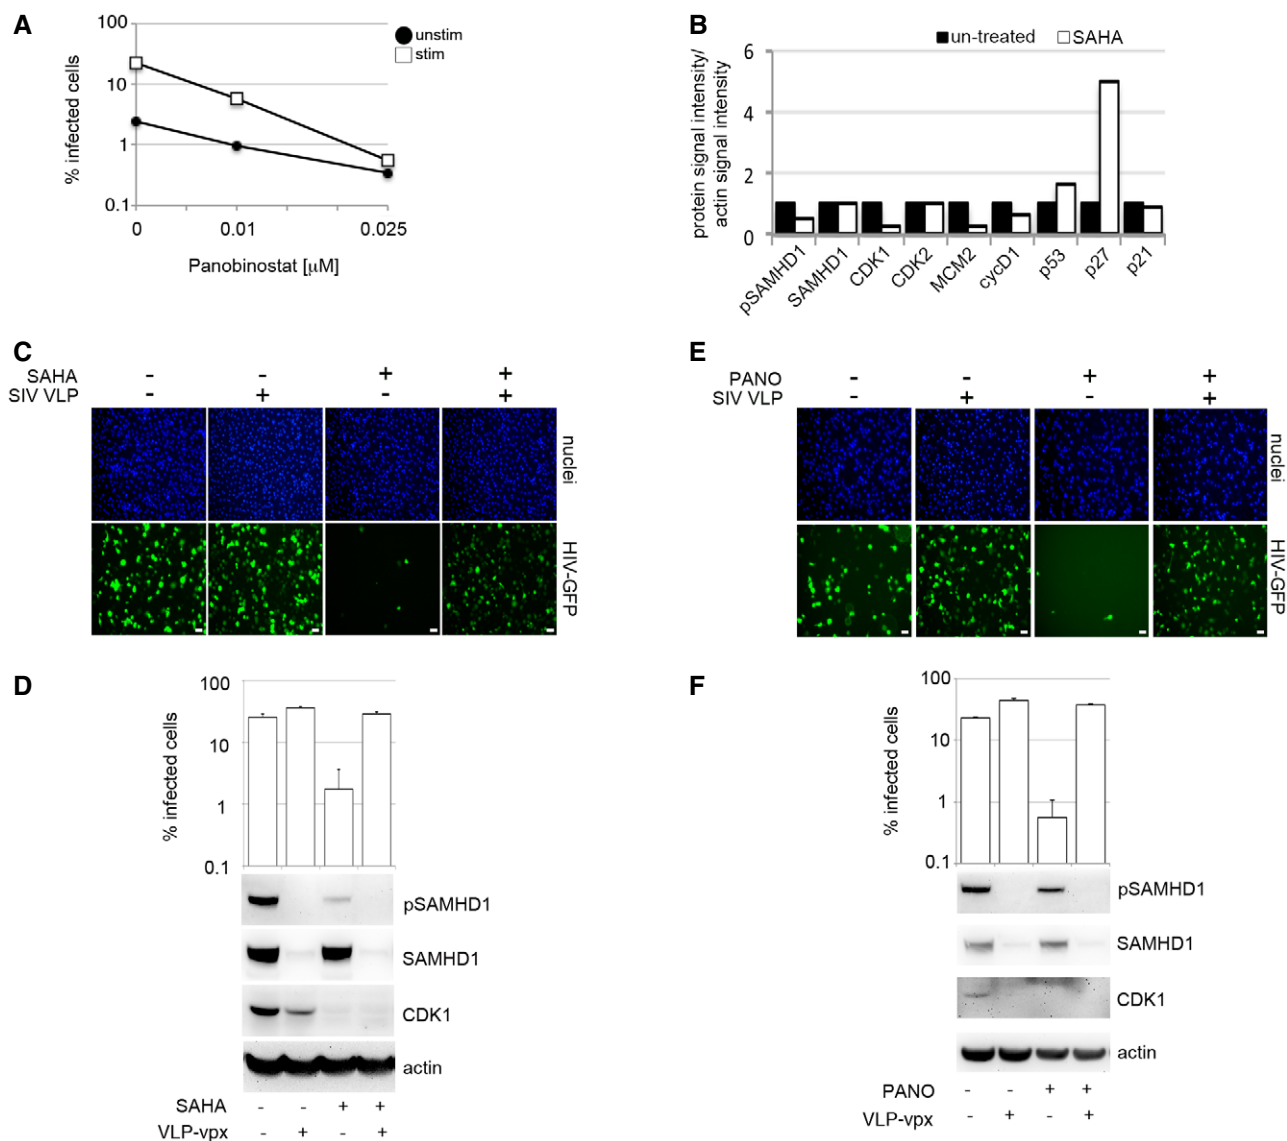 A
100
10
1
0.1
% infected cells
unstim
stim
0
0.01
0.025
Panobinostat [μM]
B
un-treated
SAHA
6
4
2
0
protein signal intensity/
actin signal intensity
pSAMHD1
SAMHD1
CDK1
CDK2
MCM2
cycD1
p53
p27
p21
C
SAHA - - + +
SIV VLP - + - +
nuclei
HIV-GFP
E
PANO - - + +
SIV VLP - + - +
nuclei
HIV-GFP
D
100
10
1
0.1
% infected cells
pSAMHD1
SAMHD1
CDK1
actin
SAHA - - + +
VLP-vpx - + - +
F
100
10
1
0.1
% infected cells
pSAMHD1
SAMHD1
CDK1
actin
PANO - - + +
VLP-vpx - + - +